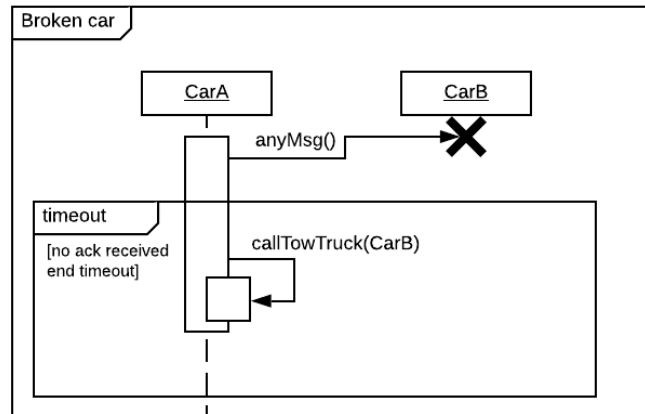 Broken car
CarA
CarB
anyMsg()
timeout
[no ack received
end timeout]
callTowTruck(CarB)